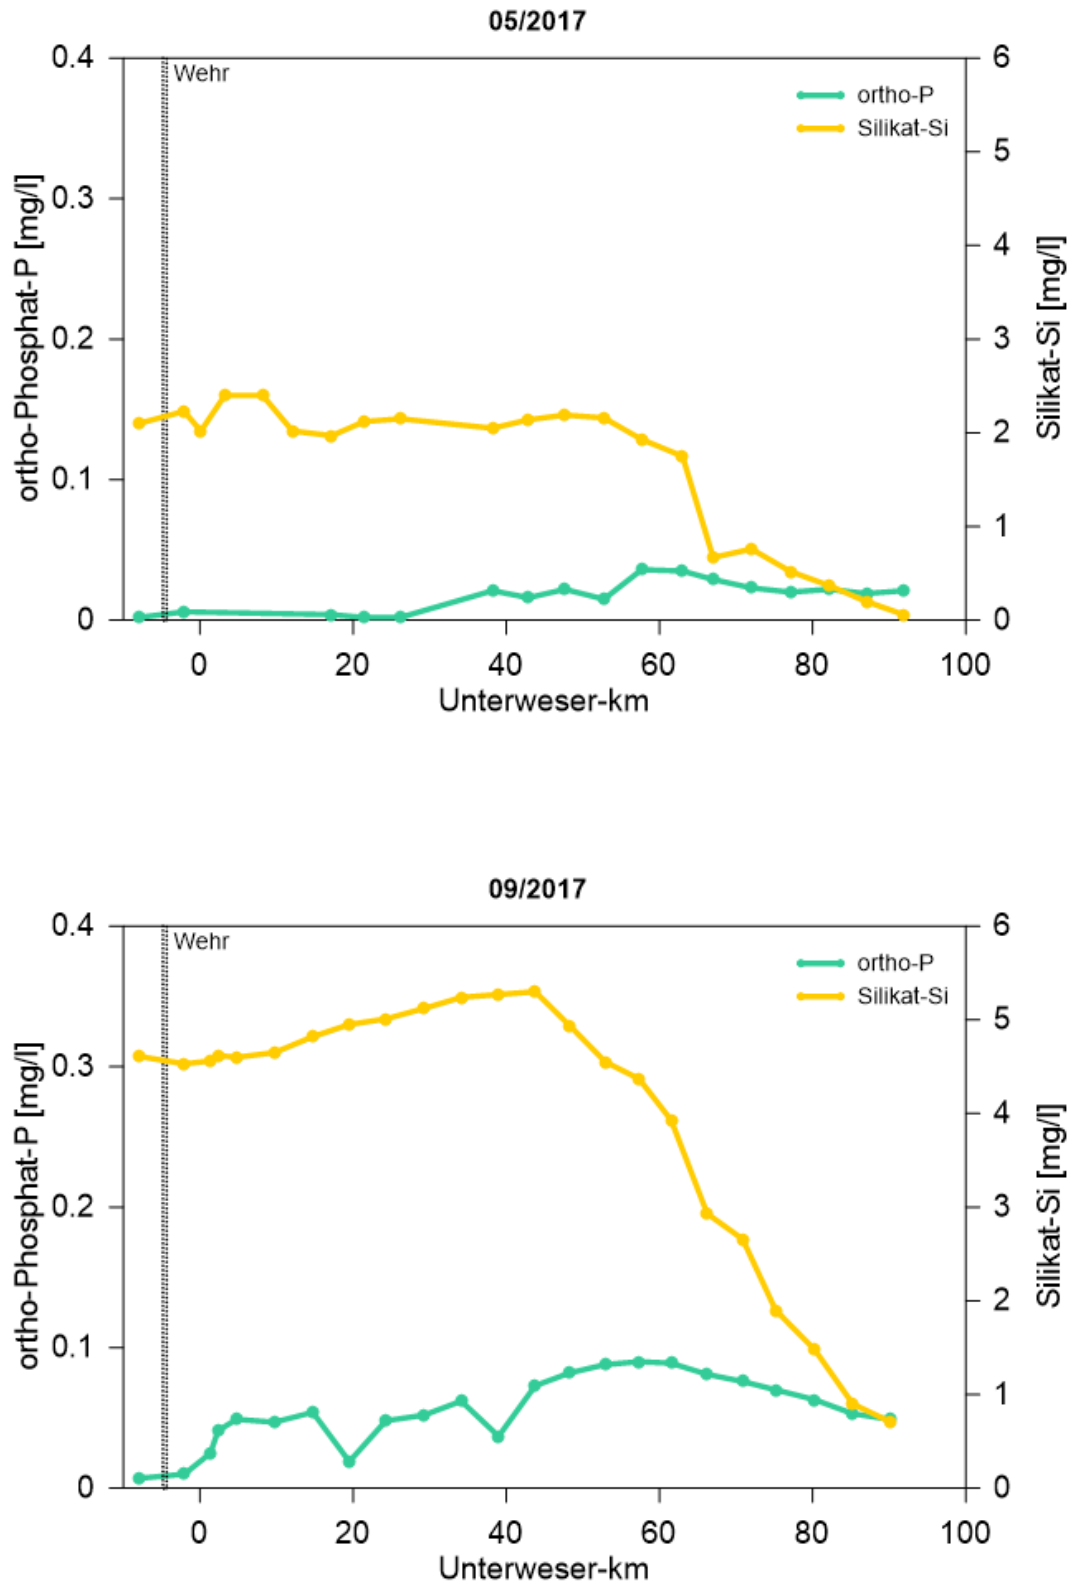 05/2017
Wehr
ortho-P
Silikat-Si
ortho-Phosphat-P [mg/l]
0.4
0.3
0.2
0.1
0
6
5
4
3
2
1
0
Silikat-Si [mg/l]
0 20 40 60 80 100
Unterweser-km
09/2017
Wehr
ortho-P
Silikat-Si
ortho-Phosphat-P [mg/l]
0.4
0.3
0.2
0.1
0
6
5
4
3
2
1
0
Silikat-Si [mg/l]
0 20 40 60 80 100
Unterweser-km